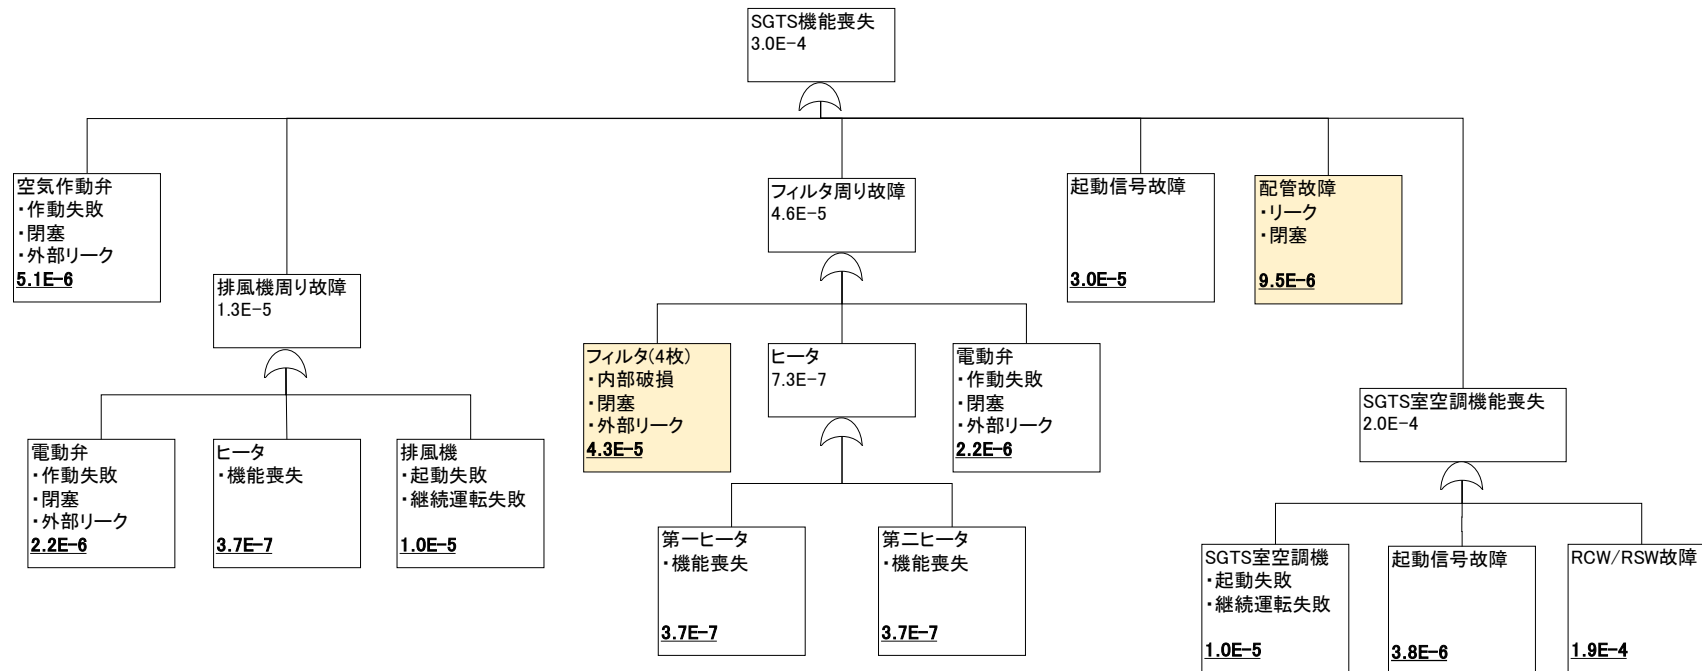 SGTS機能喪失
3.0E-4
空気作動弁
・作動失敗
・閉塞
・外部リーク
5.1E-6
排風機周り故障
1.3E-5
フィルタ周り故障
4.6E-5
起動信号故障
3.0E-5
配管故障
・リーク
・閉塞
9.5E-6
フィルタ(4枚)
・内部破損
・閉塞
・外部リーク
4.3E-5
ヒータ
7.3E-7
電動弁
・作動失敗
・閉塞
・外部リーク
2.2E-6
SGTS室空調機能喪失
2.0E-4
電動弁
・作動失敗
・閉塞
・外部リーク
2.2E-6
ヒータ
・機能喪失
3.7E-7
排風機
・起動失敗
・継続運転失敗
1.0E-5
第一ヒータ
・機能喪失
3.7E-7
第二ヒータ
・機能喪失
3.7E-7
SGTS室空調機
・起動失敗
・継続運転失敗
1.0E-5
起動信号故障
3.8E-6
RCW/RSW故障
1.9E-4